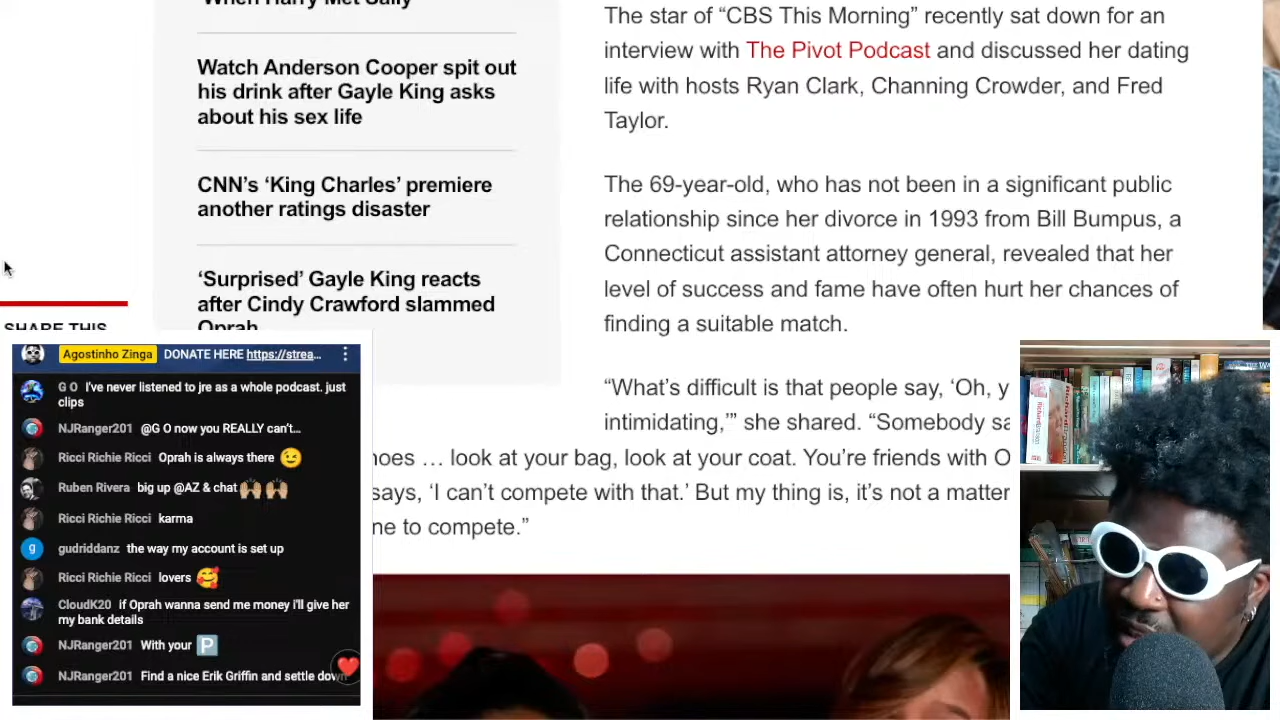 'When Harry Met Sally'
Watch Anderson Cooper spit out
his drink after Gayle King asks
about his sex life
CNN's 'King Charles' premiere
another ratings disaster
'Surprised' Gayle King reacts
after Cindy Crawford slammed
Oprah
SHARE THIS
The star of “CBS This Morning” recently sat down for an
interview with The Pivot Podcast and discussed her dating
life with hosts Ryan Clark, Channing Crowder, and Fred
Taylor.
The 69-year-old, who has not been in a significant public
relationship since her divorce in 1993 from Bill Bumpus, a
Connecticut assistant attorney general, revealed that her
level of success and fame have often hurt her chances of
finding a suitable match.
“What’s difficult is that people say, ‘Oh, y
intimidating,’” she shared. “Somebody sa
hoes … look at your bag, look at your coat. You’re friends with O
says, ‘I can’t compete with that.’ But my thing is, it’s not a matter
ne to compete.”
Agostinho Zinga DONATE HERE https://strea...
G O I've never listened to jre as a whole podcast. just
clips
NJRanger201 @G O now you REALLY can't...
Ricci Richie Ricci Oprah is always there 😉
Ruben Rivera big up @AZ & chat🙌🏽🙌🏽
Ricci Richie Ricci karma
gudriddanz the way my account is set up
Ricci Richie Ricci lovers 🥰
CloudK20 if Oprah wanna send me money i'll give her
my bank details
NJRanger201 With your 🅿️
NJRanger201 Find a nice Erik Griffin and settle down